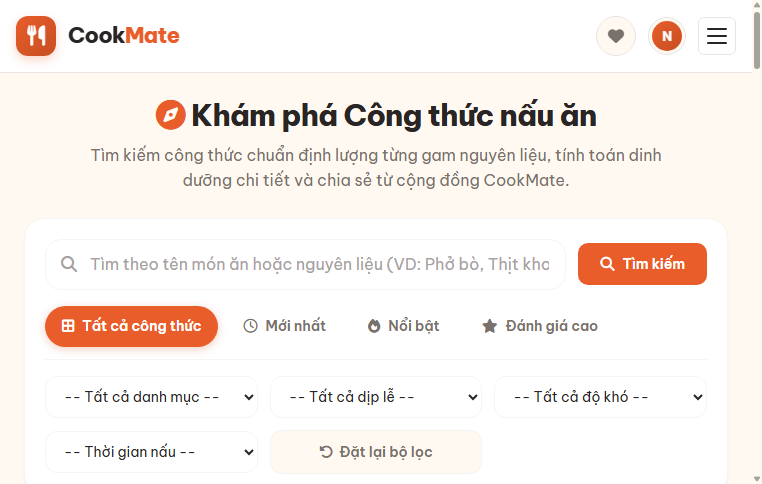 CookMate
N
Khám phá Công thức nấu ăn
Tìm kiếm công thức chuẩn định lượng từng gam nguyên liệu, tính toán dinh
dưỡng chi tiết và chia sẻ từ cộng đồng CookMate.
Tìm theo tên món ăn hoặc nguyên liệu (VD: Phở bò, Thịt kho
Tìm kiếm
Tất cả công thức
Mới nhất
Nổi bật
Đánh giá cao
-- Tất cả danh mục --
-- Tất cả dịp lễ --
-- Tất cả độ khó --
-- Thời gian nấu --
Đặt lại bộ lọc